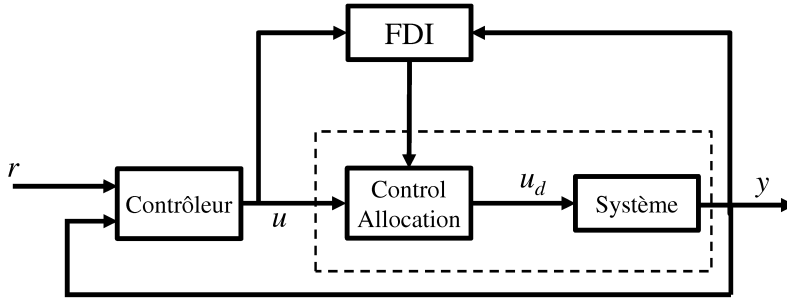 FDI
r
Contrôleur
u
Control
Allocation
u_d
Système
y